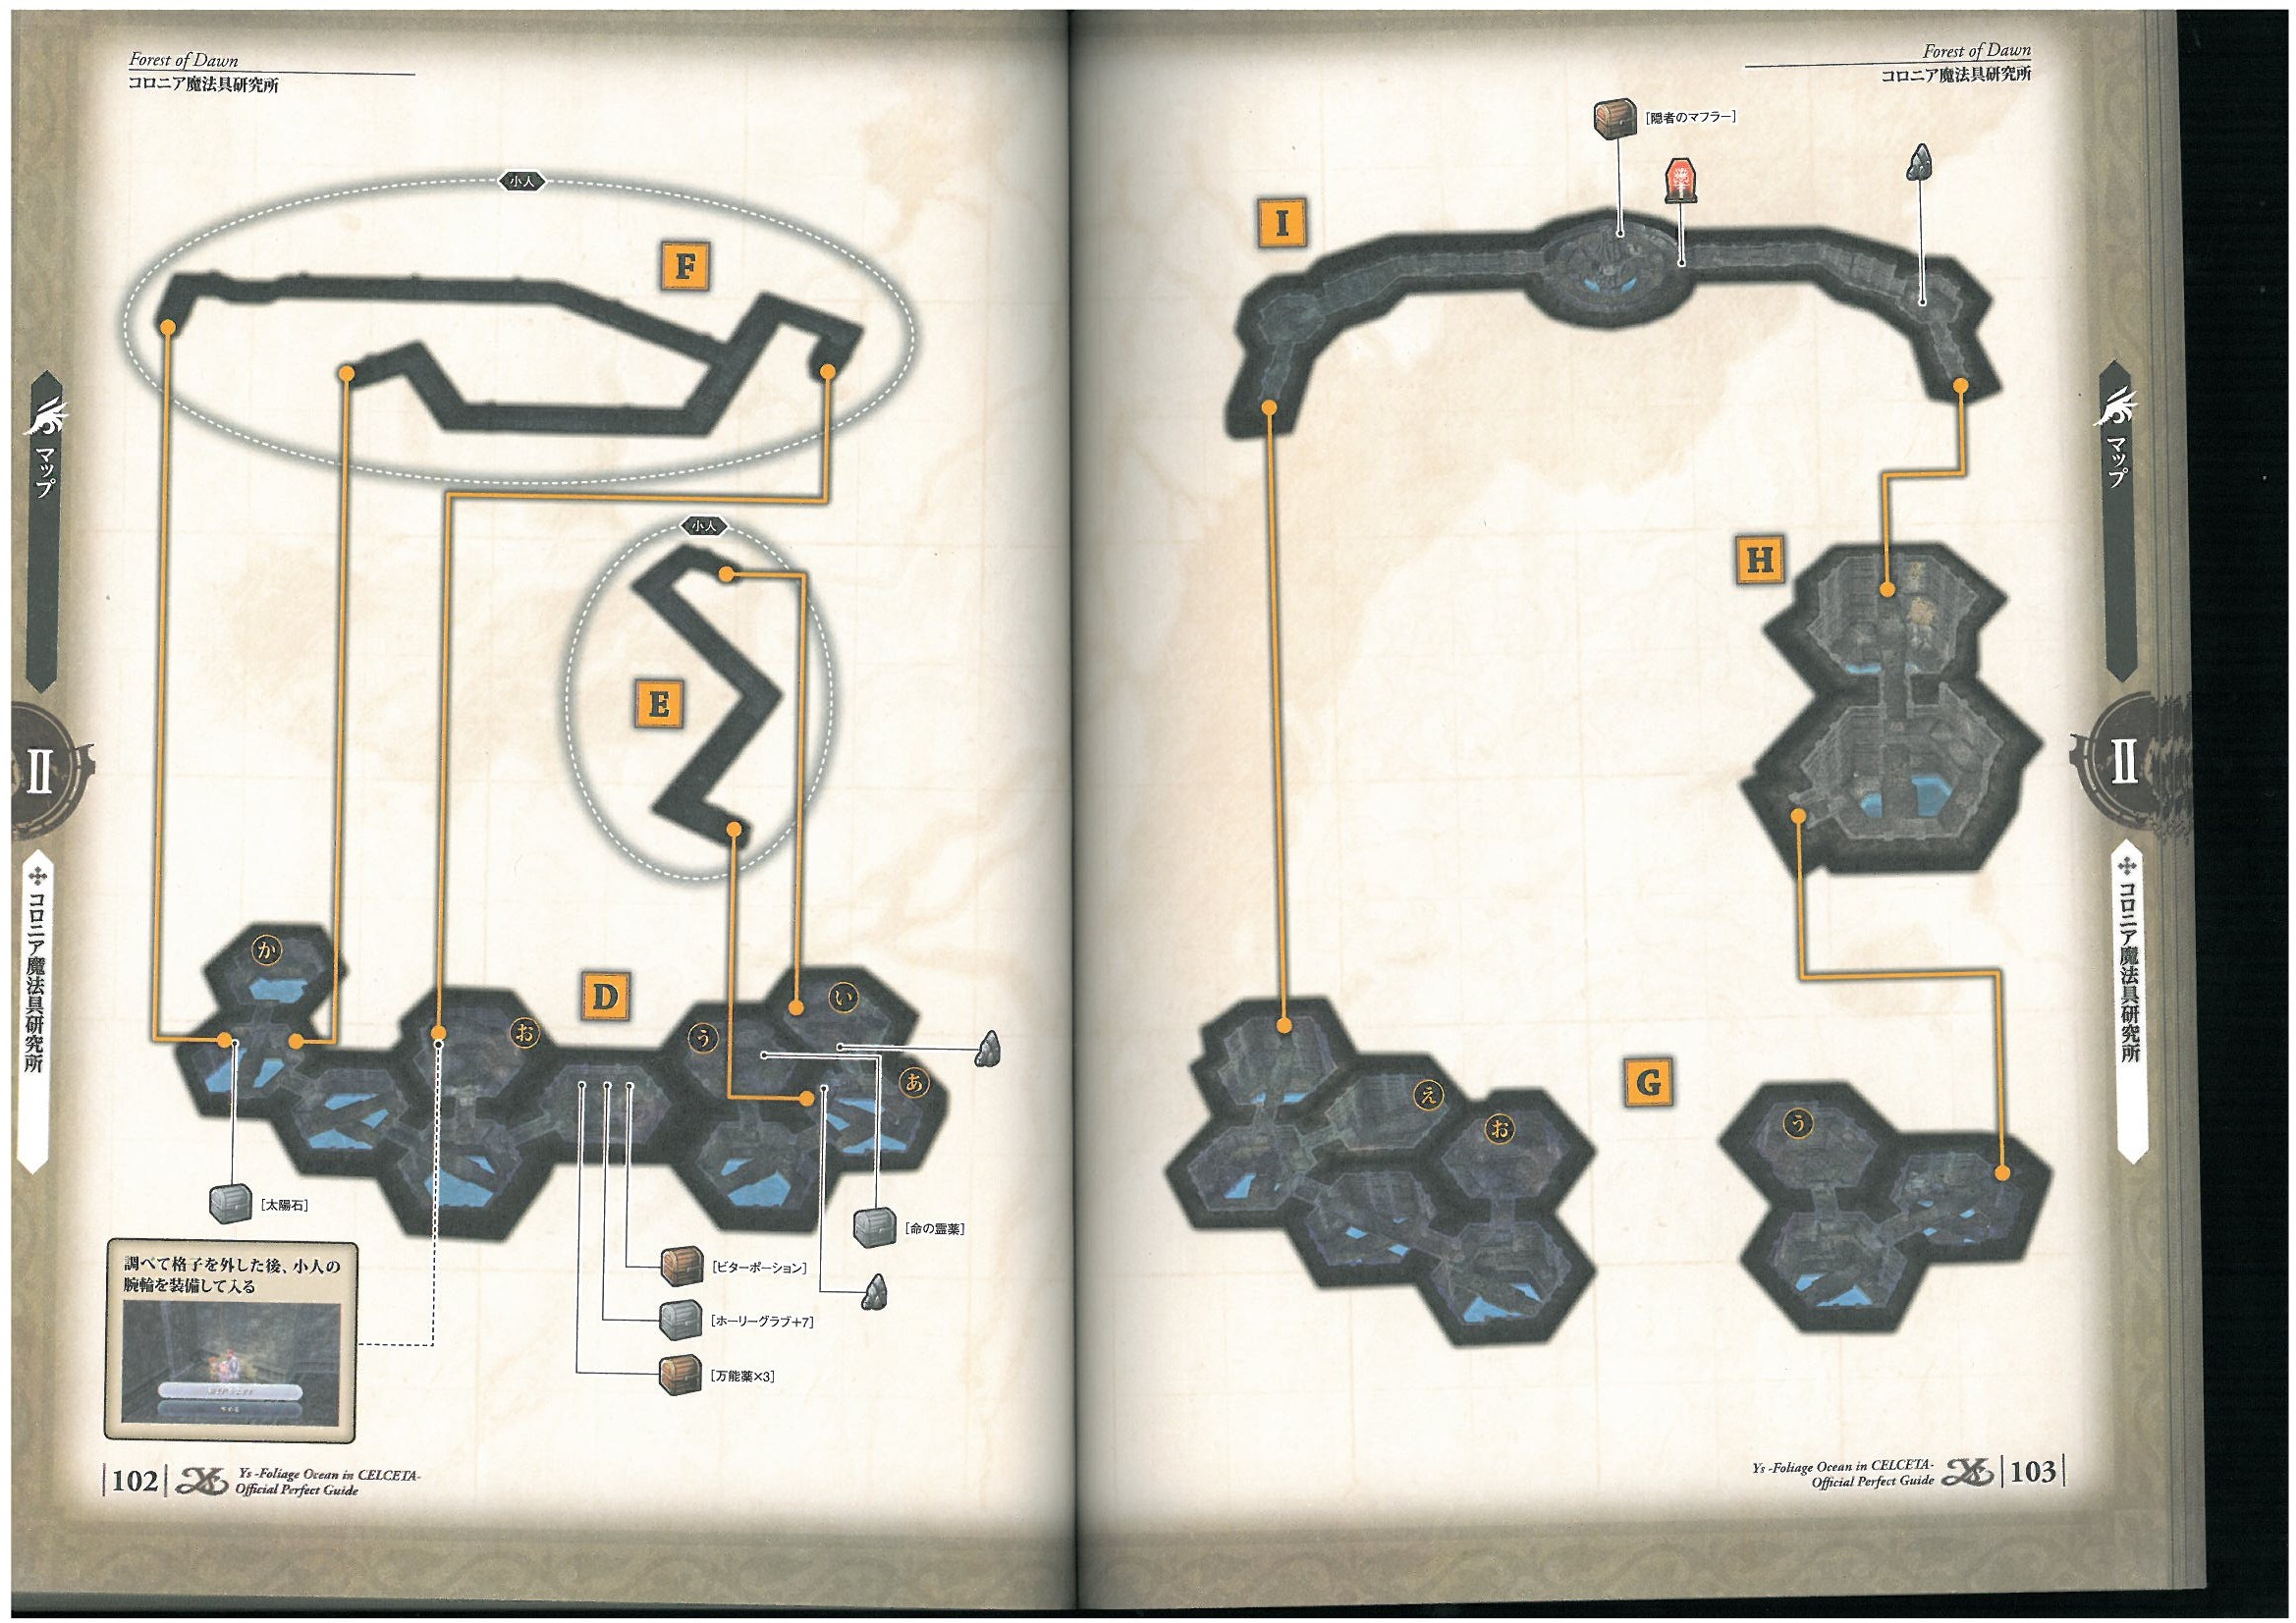 Forest of Dawn
コロニア魔法具研究所
小人
F
小人
E
か
D
お
う
い
あ
[太陽石]
[命の霊薬]
[ビターポーション]
[ホーリーグラブ+7]
[万能薬×3]
調べて格子を外した後、小人の
腕輪を装備して入る
マップ
II
コロニア魔法具研究所
102
Ys
Ys -Foliage Ocean in CELCETA-
Official Perfect Guide
Forest of Dawn
コロニア魔法具研究所
[隠者のマフラー]
I
H
G
え
お
う
マップ
II
コロニア魔法具研究所
Ys -Foliage Ocean in CELCETA-
Official Perfect Guide
Ys
103